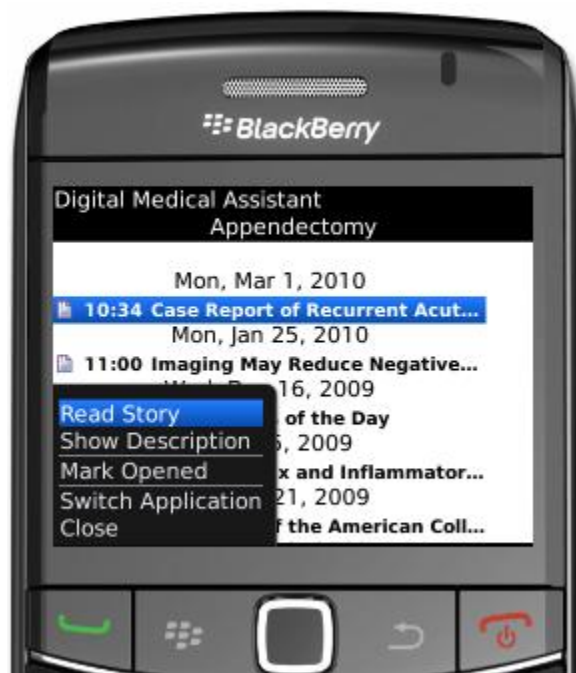 BlackBerry
Digital Medical Assistant
Appendectomy
Mon, Mar 1, 2010
10:34 Case Report of Recurrent Acut...
Mon, Jan 25, 2010
11:00 Imaging May Reduce Negative...
16, 2009
of the Day
, 2009
x and Inflammator...
21, 2009
the American Coll...
Read Story
Show Description
Mark Opened
Switch Application
Close